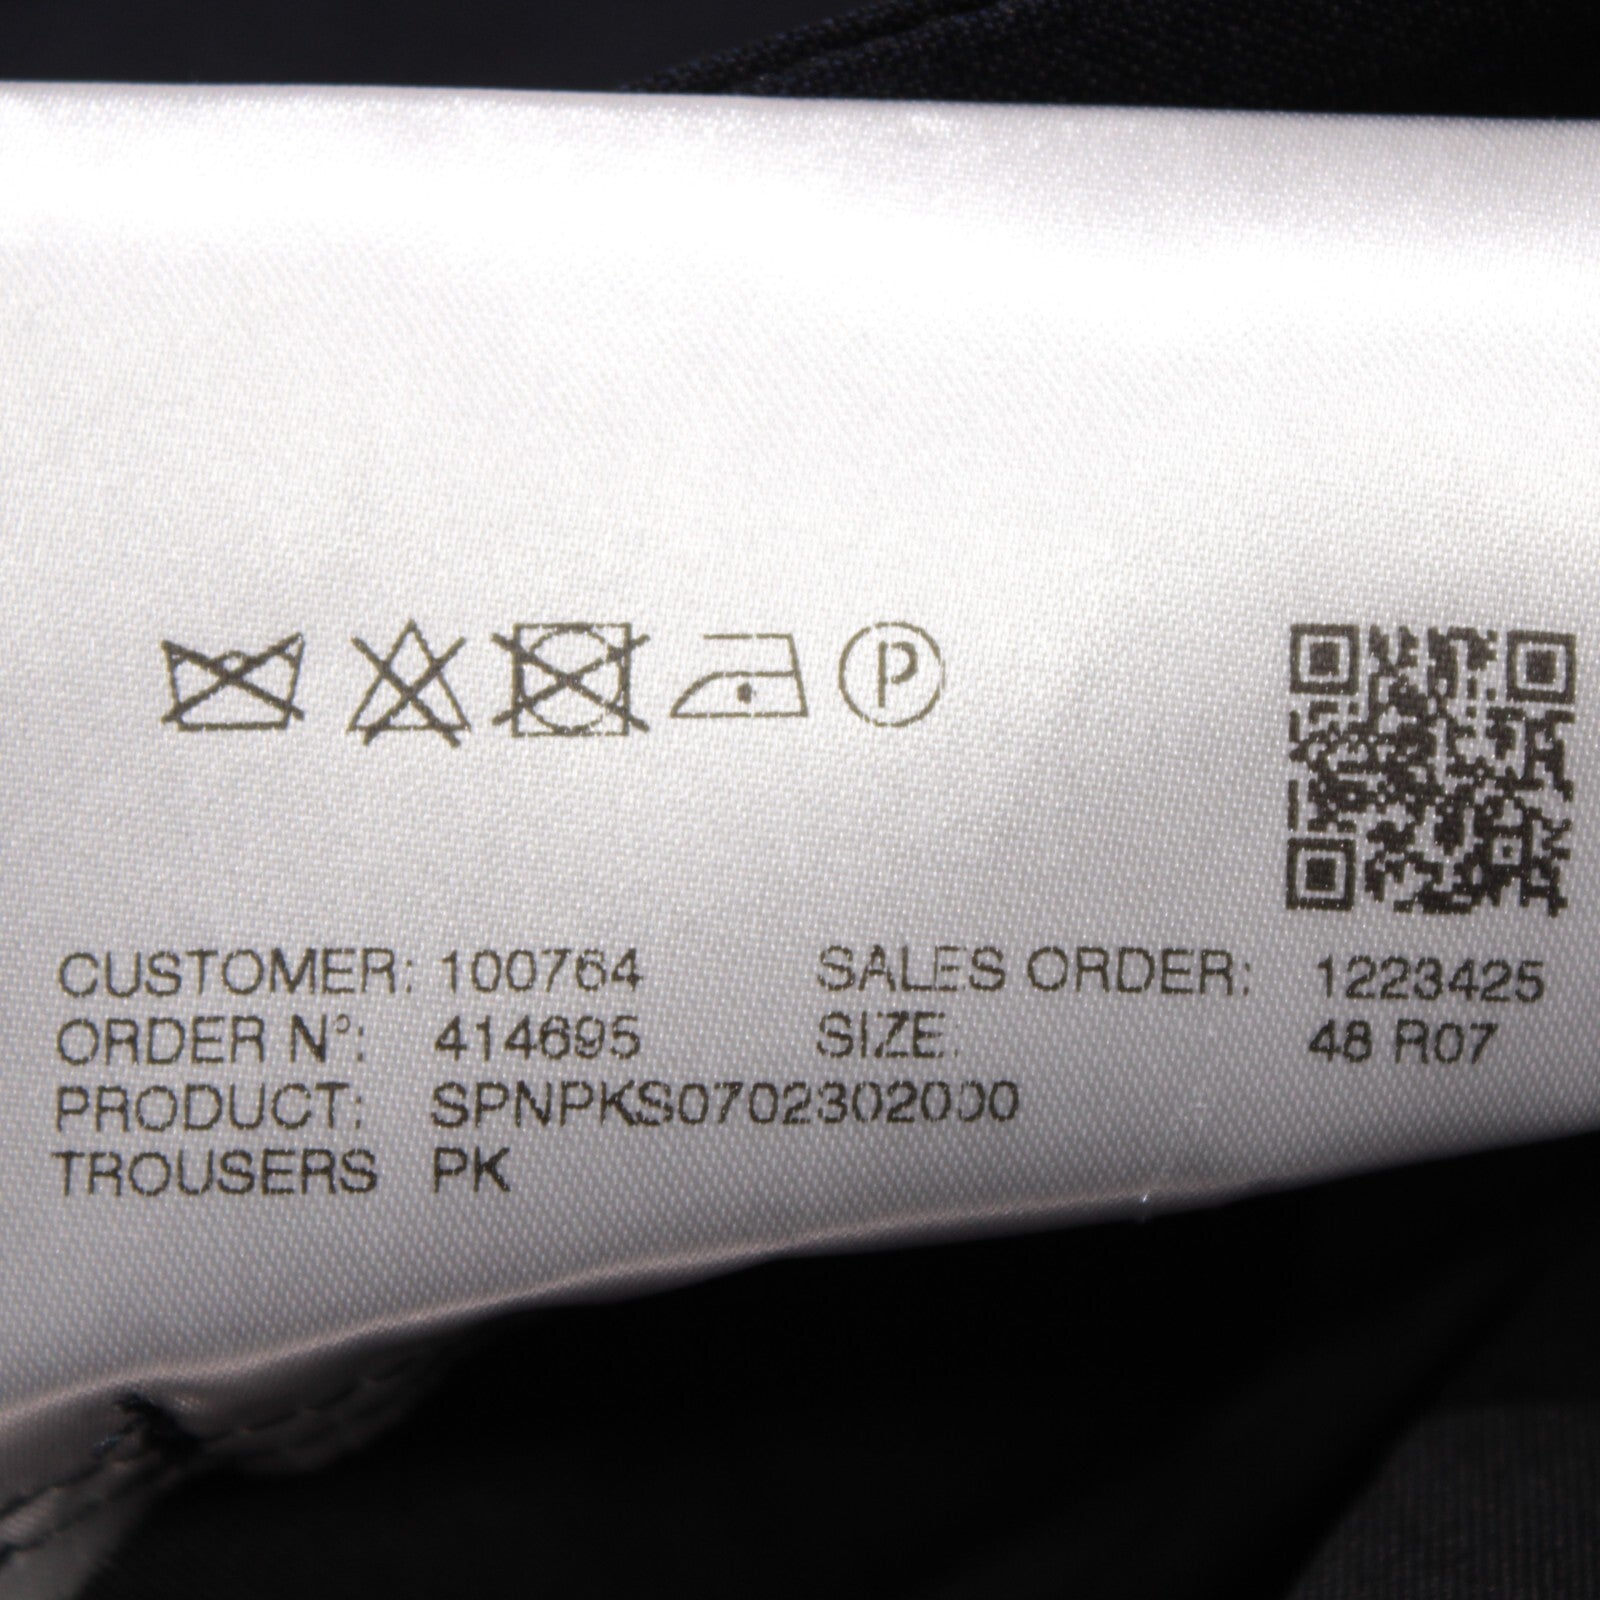 P
CUSTOMER: 100764 SALES ORDER: 1223425
ORDER N°: 414695 SIZE: 48 R07
PRODUCT: SPNPKS0702302000
TROUSERS PK